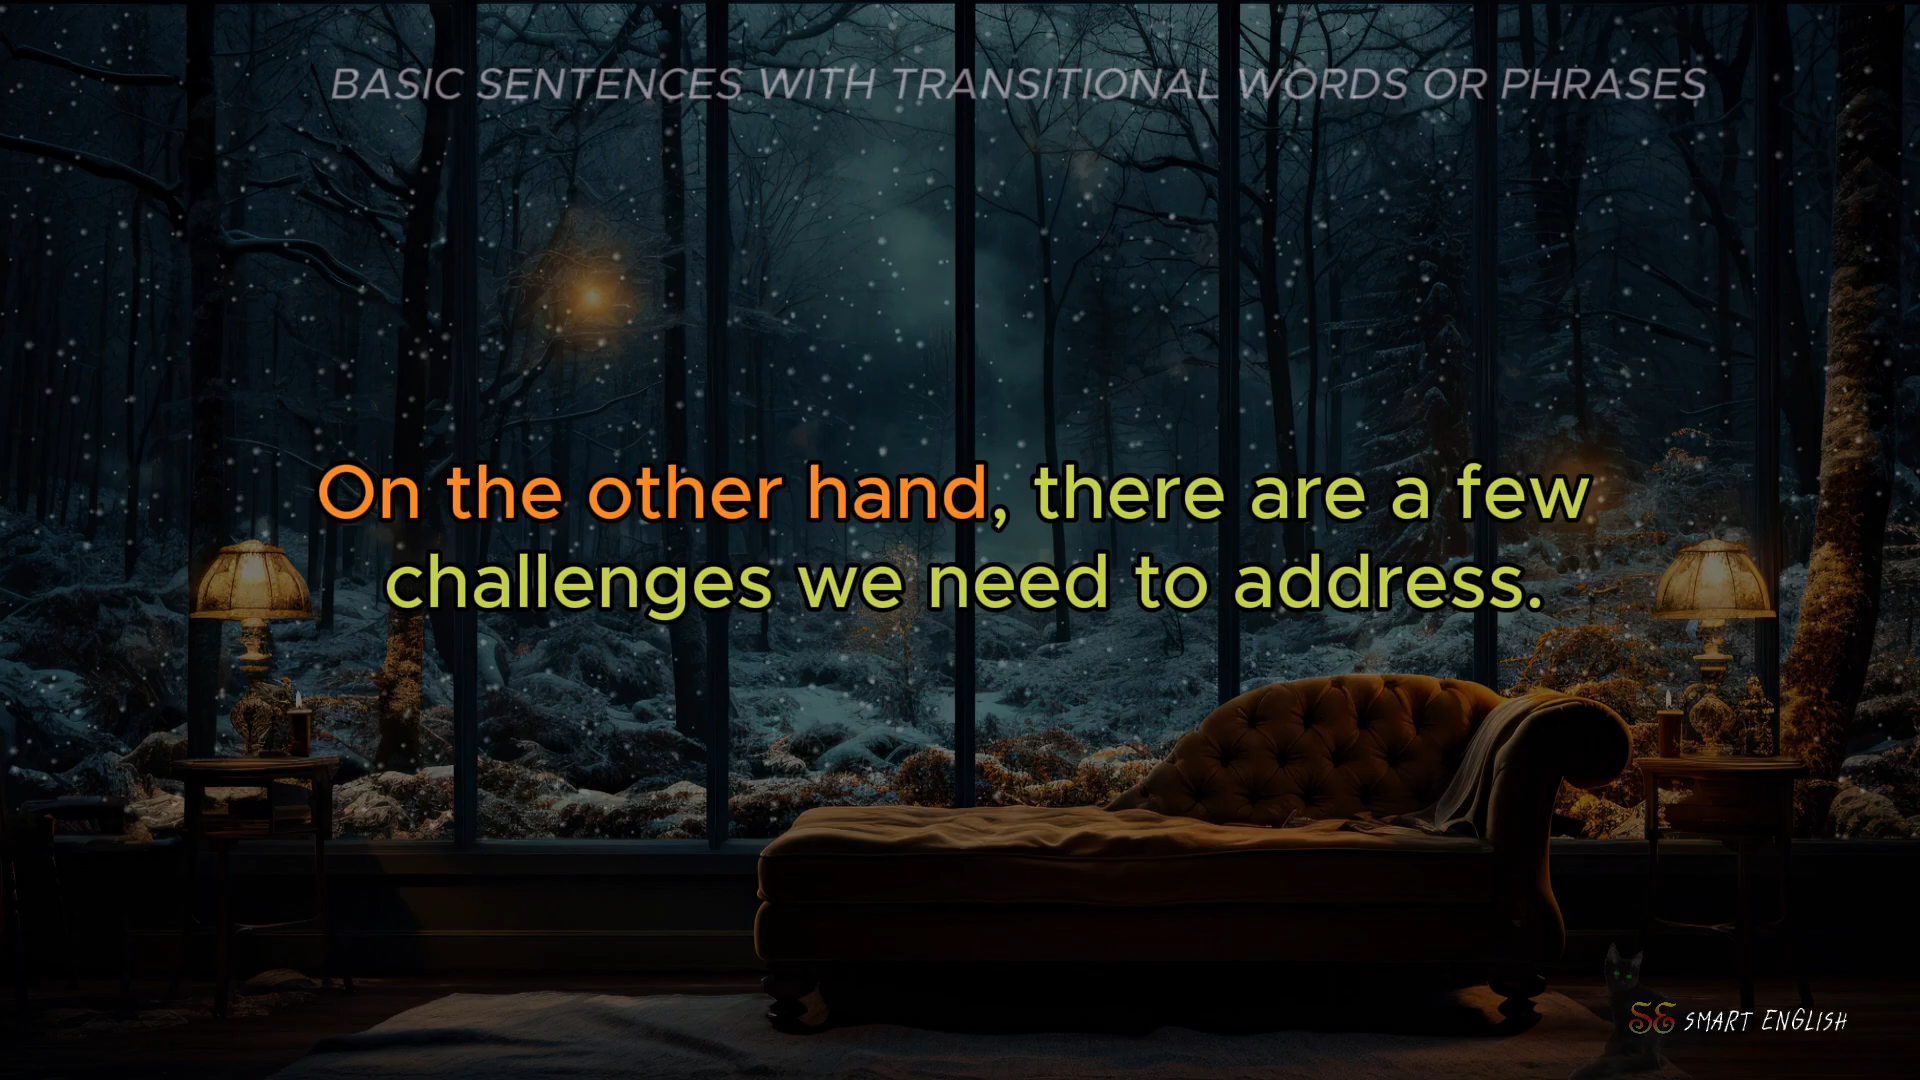 BASIC SENTENCES WITH TRANSITIONAL WORDS OR PHRASES
On the other hand, there are a few
challenges we need to address.
SE SMART ENGLISH